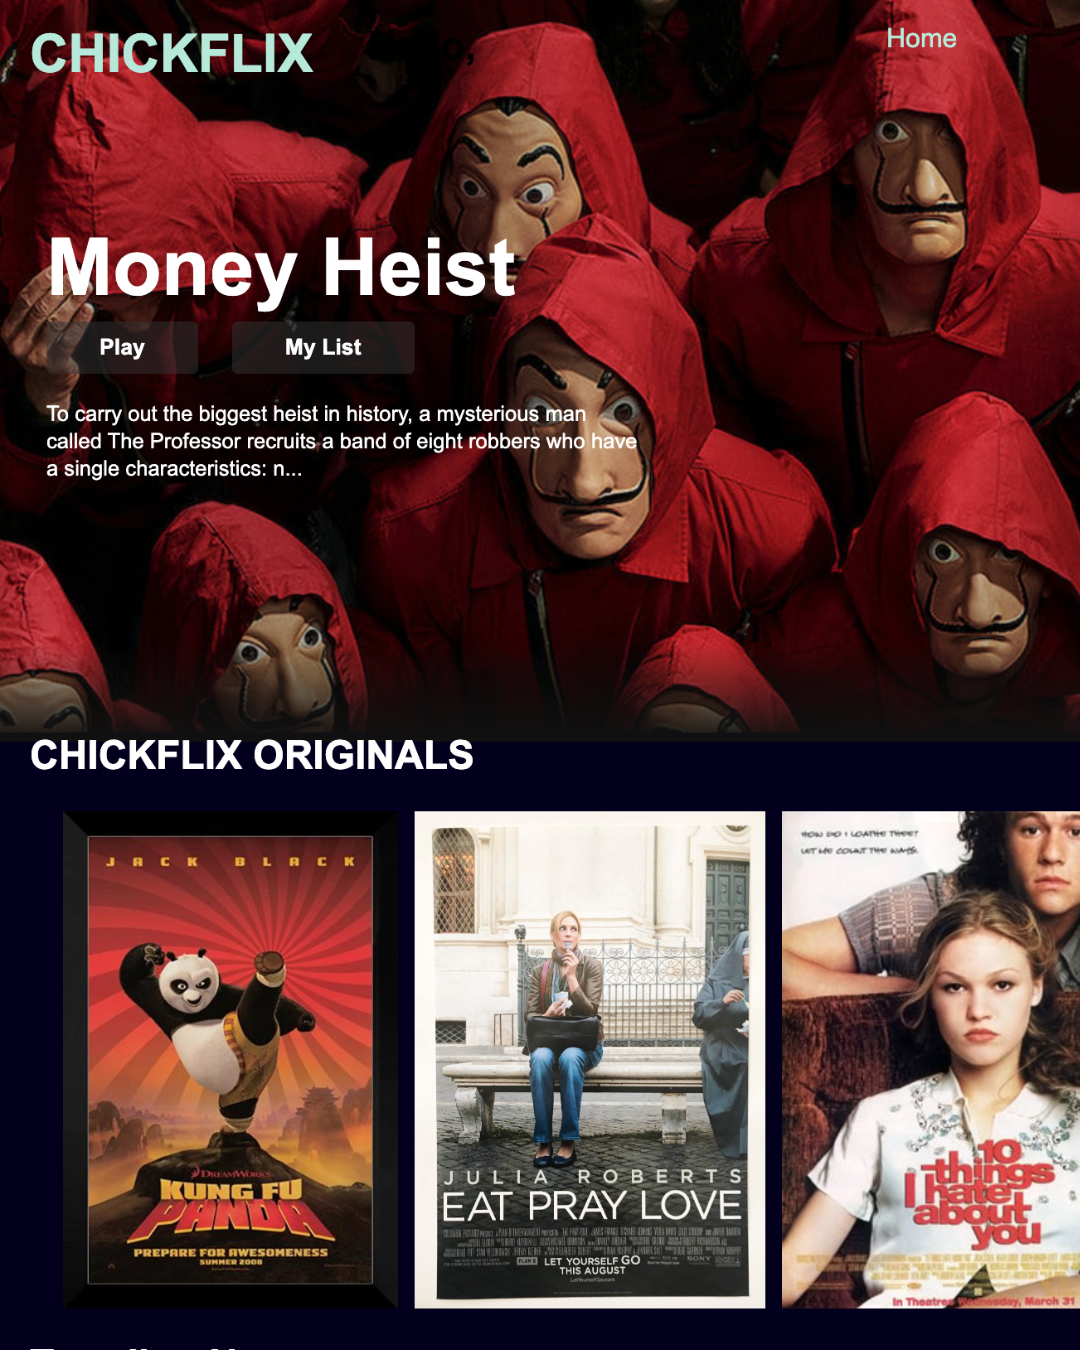 CHICKFLIX
Home
Money Heist
Play
My List
To carry out the biggest heist in history, a mysterious man
called The Professor recruits a band of eight robbers who have
a single characteristics: n...
CHICKFLIX ORIGINALS
JACK BLACK
DREAMWORKS
KUNG FU
PANDA
PREPARE FOR AWESOMENESS
SUMMER 2008
JULIA ROBERTS
EAT PRAY LOVE
LET YOURSELF GO
THIS AUGUST
SONY
HOW DO I LOATHE THEE?
LET ME COUNT THE WAYS.
10
things
I hate
about
you
In Theatres Wednesday, March 31